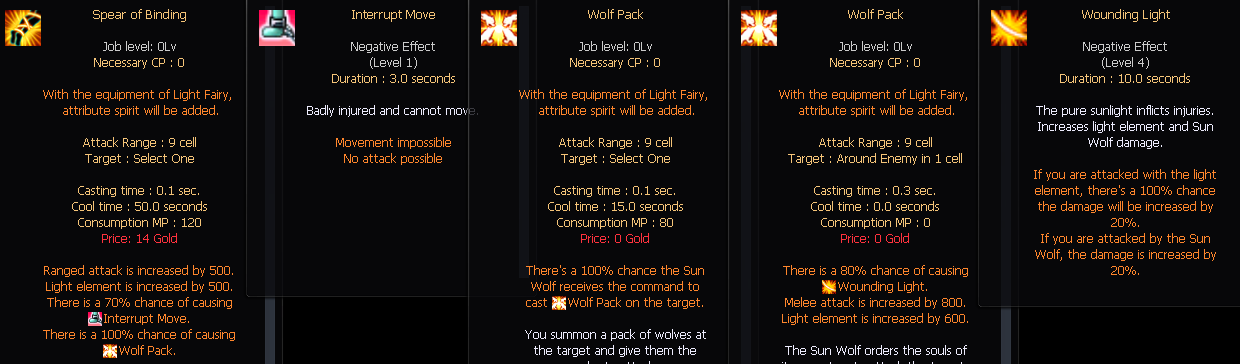 Spear of Binding
Job level: 0Lv
Necessary CP : 0
With the equipment of Light Fairy,
attribute spirit will be added.
Attack Range : 9 cell
Target : Select One
Casting time : 0.1 sec.
Cool time : 50.0 seconds
Consumption MP : 120
Price: 14 Gold
Ranged attack is increased by 500.
Light element is increased by 500.
There is a 70% chance of causing
Interrupt Move.
There is a 100% chance of causing
Wolf Pack.
Interrupt Move
Negative Effect
(Level 1)
Duration : 3.0 seconds
Badly injured and cannot move.
Movement impossible
No attack possible
Wolf Pack
Job level: 0Lv
Necessary CP : 0
With the equipment of Light Fairy,
attribute spirit will be added.
Attack Range : 9 cell
Target : Select One
Casting time : 0.1 sec.
Cool time : 15.0 seconds
Consumption MP : 80
Price: 0 Gold
There's a 100% chance the Sun
Wolf receives the command to
cast Wolf Pack on the target.
You summon a pack of wolves at
the target and give them the
Wolf Pack
Job level: 0Lv
Necessary CP : 0
With the equipment of Light Fairy,
attribute spirit will be added.
Attack Range : 9 cell
Target : Around Enemy in 1 cell
Casting time : 0.3 sec.
Cool time : 0.0 seconds
Consumption MP : 0
Price: 0 Gold
There is a 80% chance of causing
Wounding Light.
Melee attack is increased by 800.
Light element is increased by 600.
The Sun Wolf orders the souls of
Wounding Light
Negative Effect
(Level 4)
Duration : 10.0 seconds
The pure sunlight inflicts injuries.
Increases light element and Sun
Wolf damage.
If you are attacked with the light
element, there's a 100% chance
the damage will be increased by
20%.
If you are attacked by the Sun
Wolf, the damage is increased by
20%.